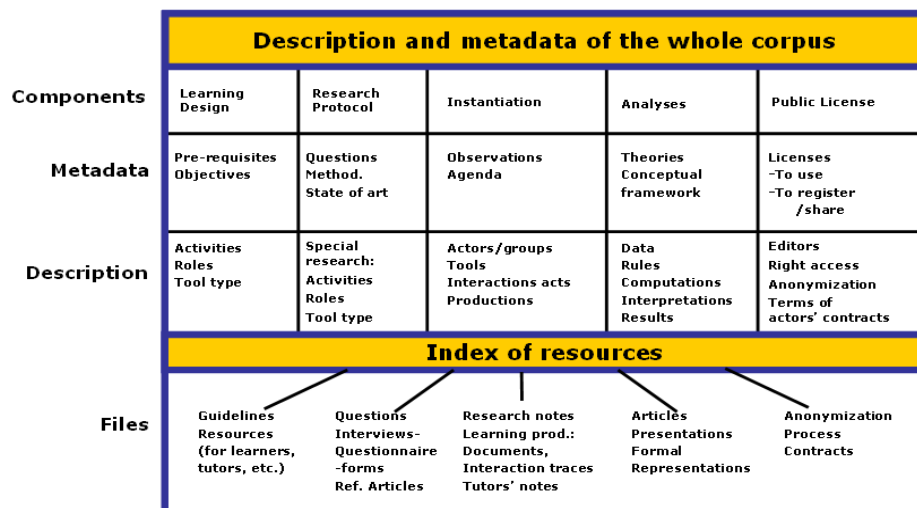 Description and metadata of the whole corpus
Components
Learning
Design
Research
Protocol
Instantiation
Analyses
Public License
Metadata
Pre-requisites
Objectives
Questions
Method.
State of art
Observations
Agenda
Theories
Conceptual
framework
Licenses
-To use
-To register
/share
Description
Activities
Roles
Tool type
Special
research:
Activities
Roles
Tool type
Actors/groups
Tools
Interactions acts
Productions
Data
Rules
Computations
Interpretations
Results
Editors
Right access
Anonymization
Terms of
actors’ contracts
Index of resources
Files
Guidelines
Resources
(for learners,
tutors, etc.)
Questions
Interviews-
Questionnaire
-forms
Ref. Articles
Research notes
Learning prod.:
Documents,
Interaction traces
Tutors’ notes
Articles
Presentations
Formal
Representations
Anonymization
Process
Contracts